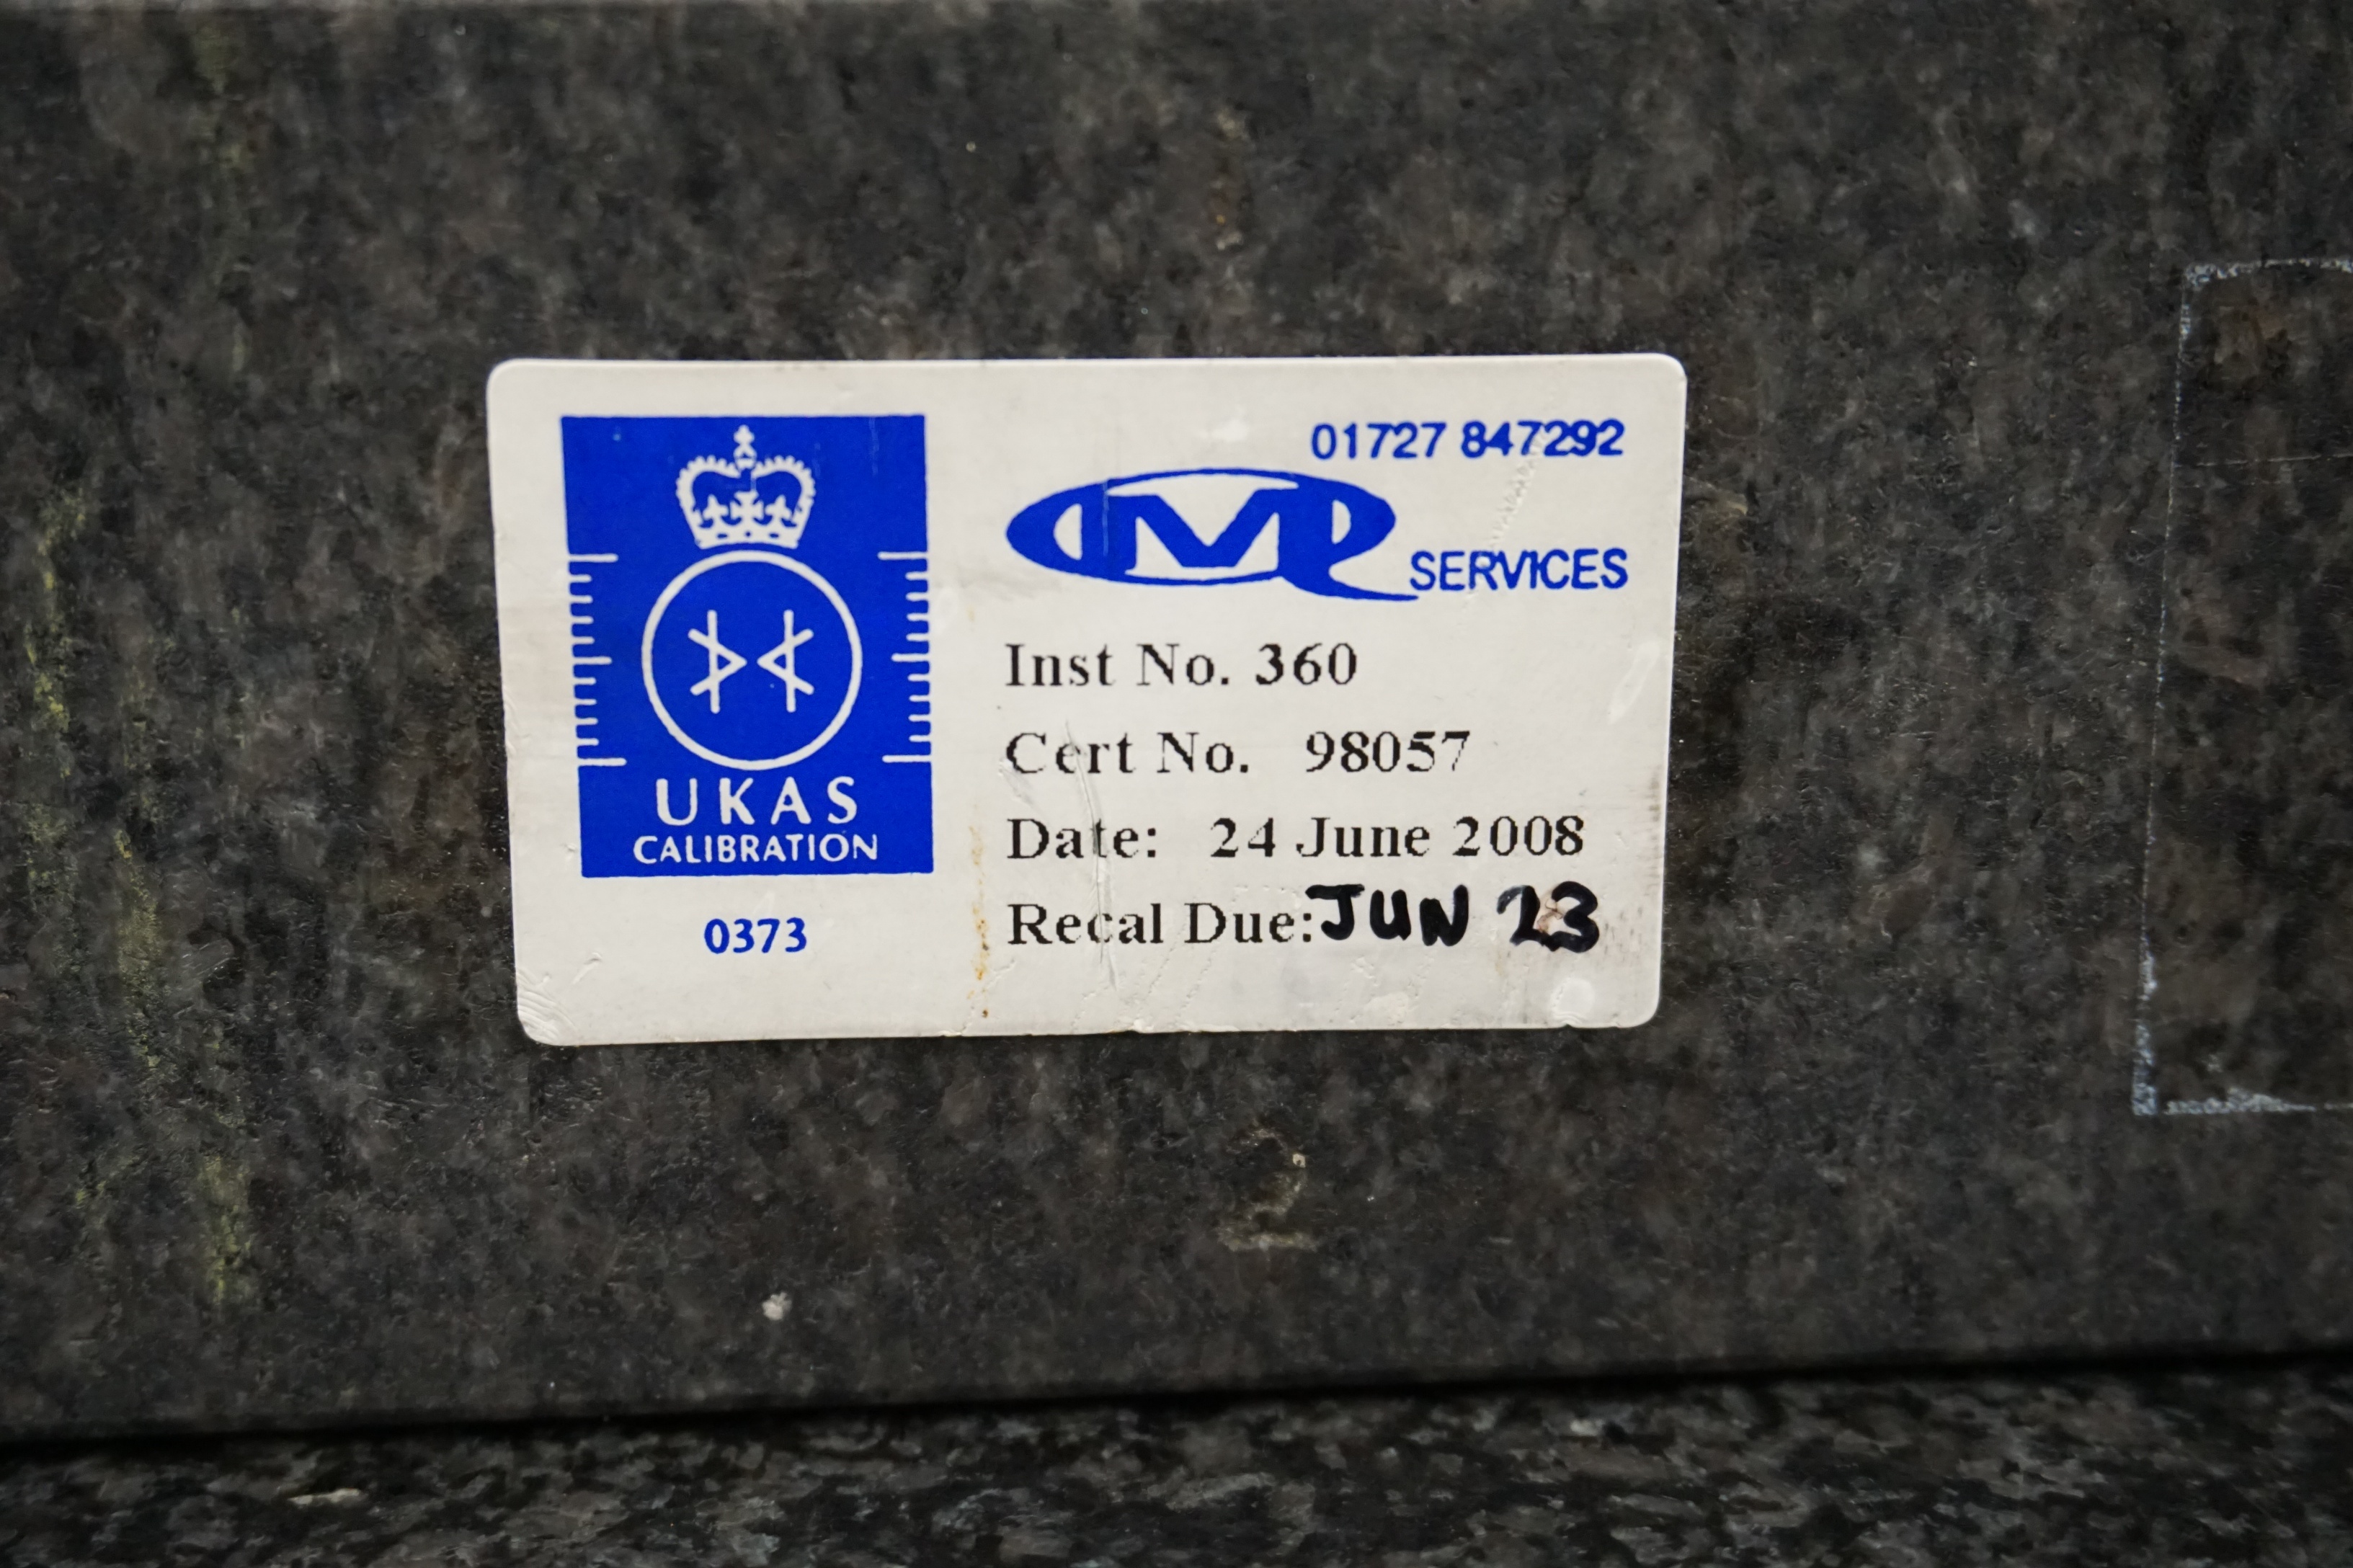 UKAS
CALIBRATION
0373
01727 847292
SERVICES
Inst No. 360
Cert No. 98057
Date: 24 June 2008
Recal Due: JUN 23